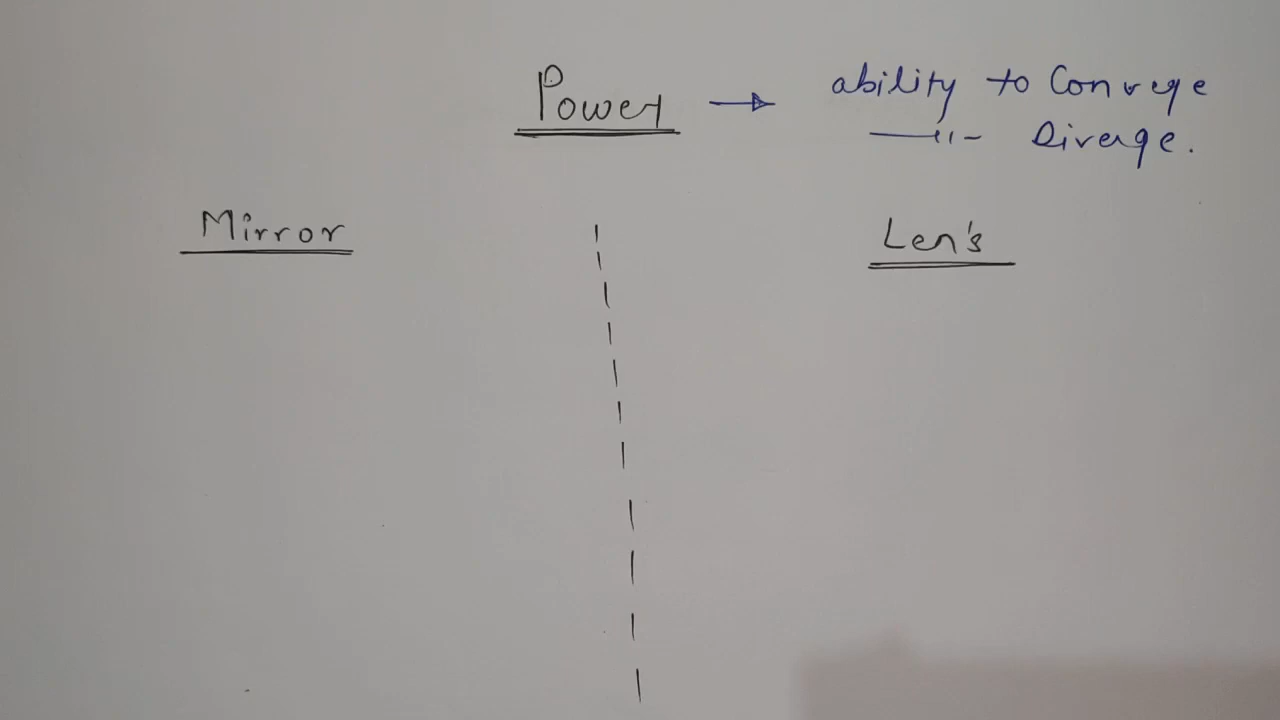 Power → ability to Converge
—"— Diverge.
Mirror
Len's